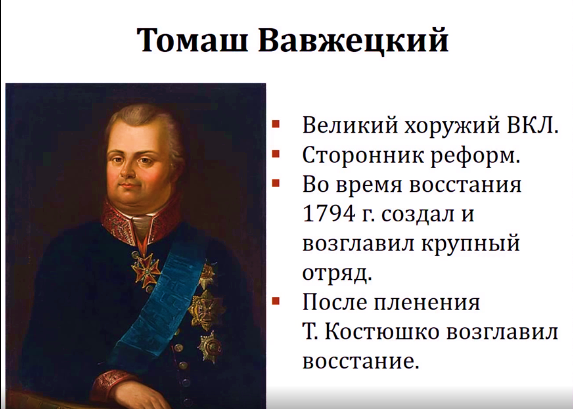 Томаш Вавжецкий
▪ Великий хоружий ВКЛ.
▪ Сторонник реформ.
▪ Во время восстания
1794 г. создал и
возглавил крупный
отряд.
▪ После пленения
Т. Костюшко возглавил
восстание.